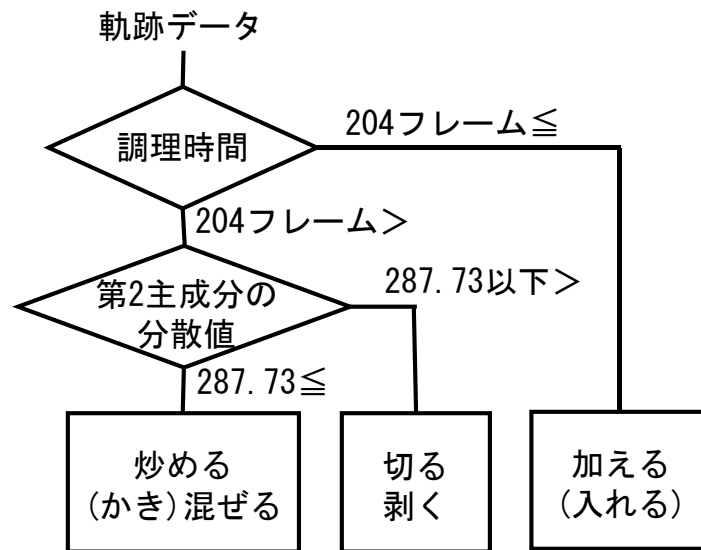 軌跡データ
調理時間
204フレーム≦
204フレーム>
第2主成分の
分散値
287.73以下>
287.73≦
炒める
(かき)混ぜる
切る
剥く
加える
(入れる)